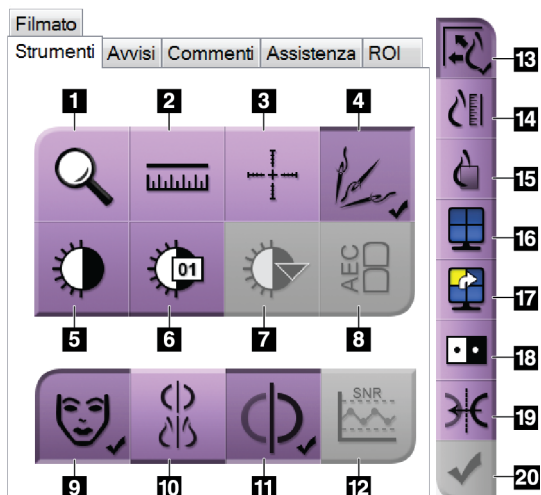 Filmato
Strumenti Avvisi Commenti Assistenza ROI
1 2 3 4
01
AEC
5 6 7 8
SNR
9 10 11 12
13
14
15
16
17
18
19
20